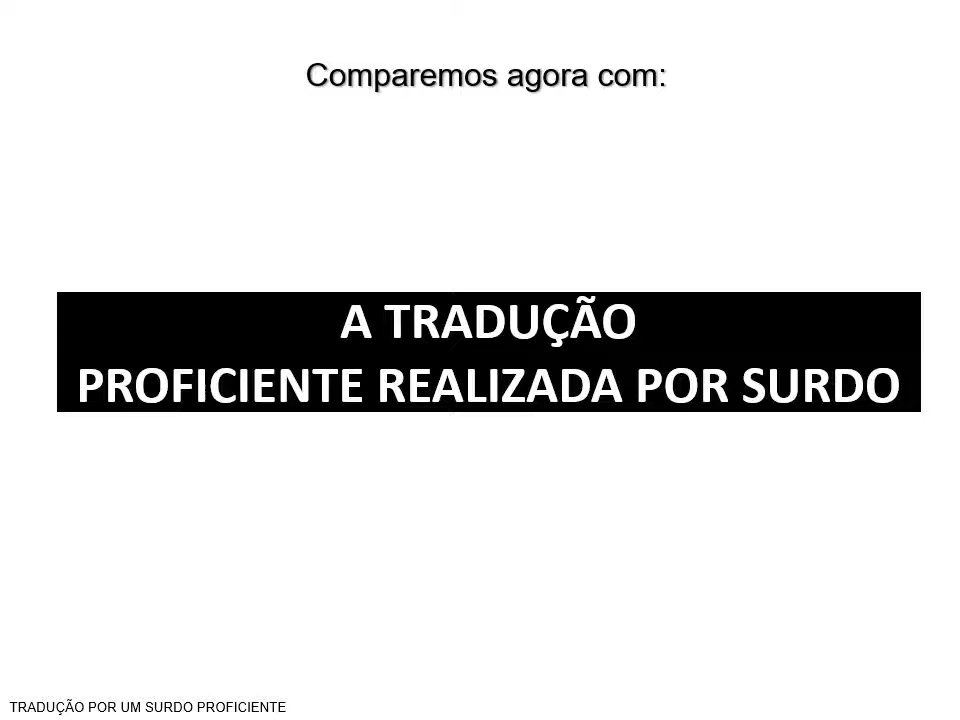 Comparemos agora com:
A TRADUÇÃO
PROFICIENTE REALIZADA POR SURDO
TRADUÇÃO POR UM SURDO PROFICIENTE